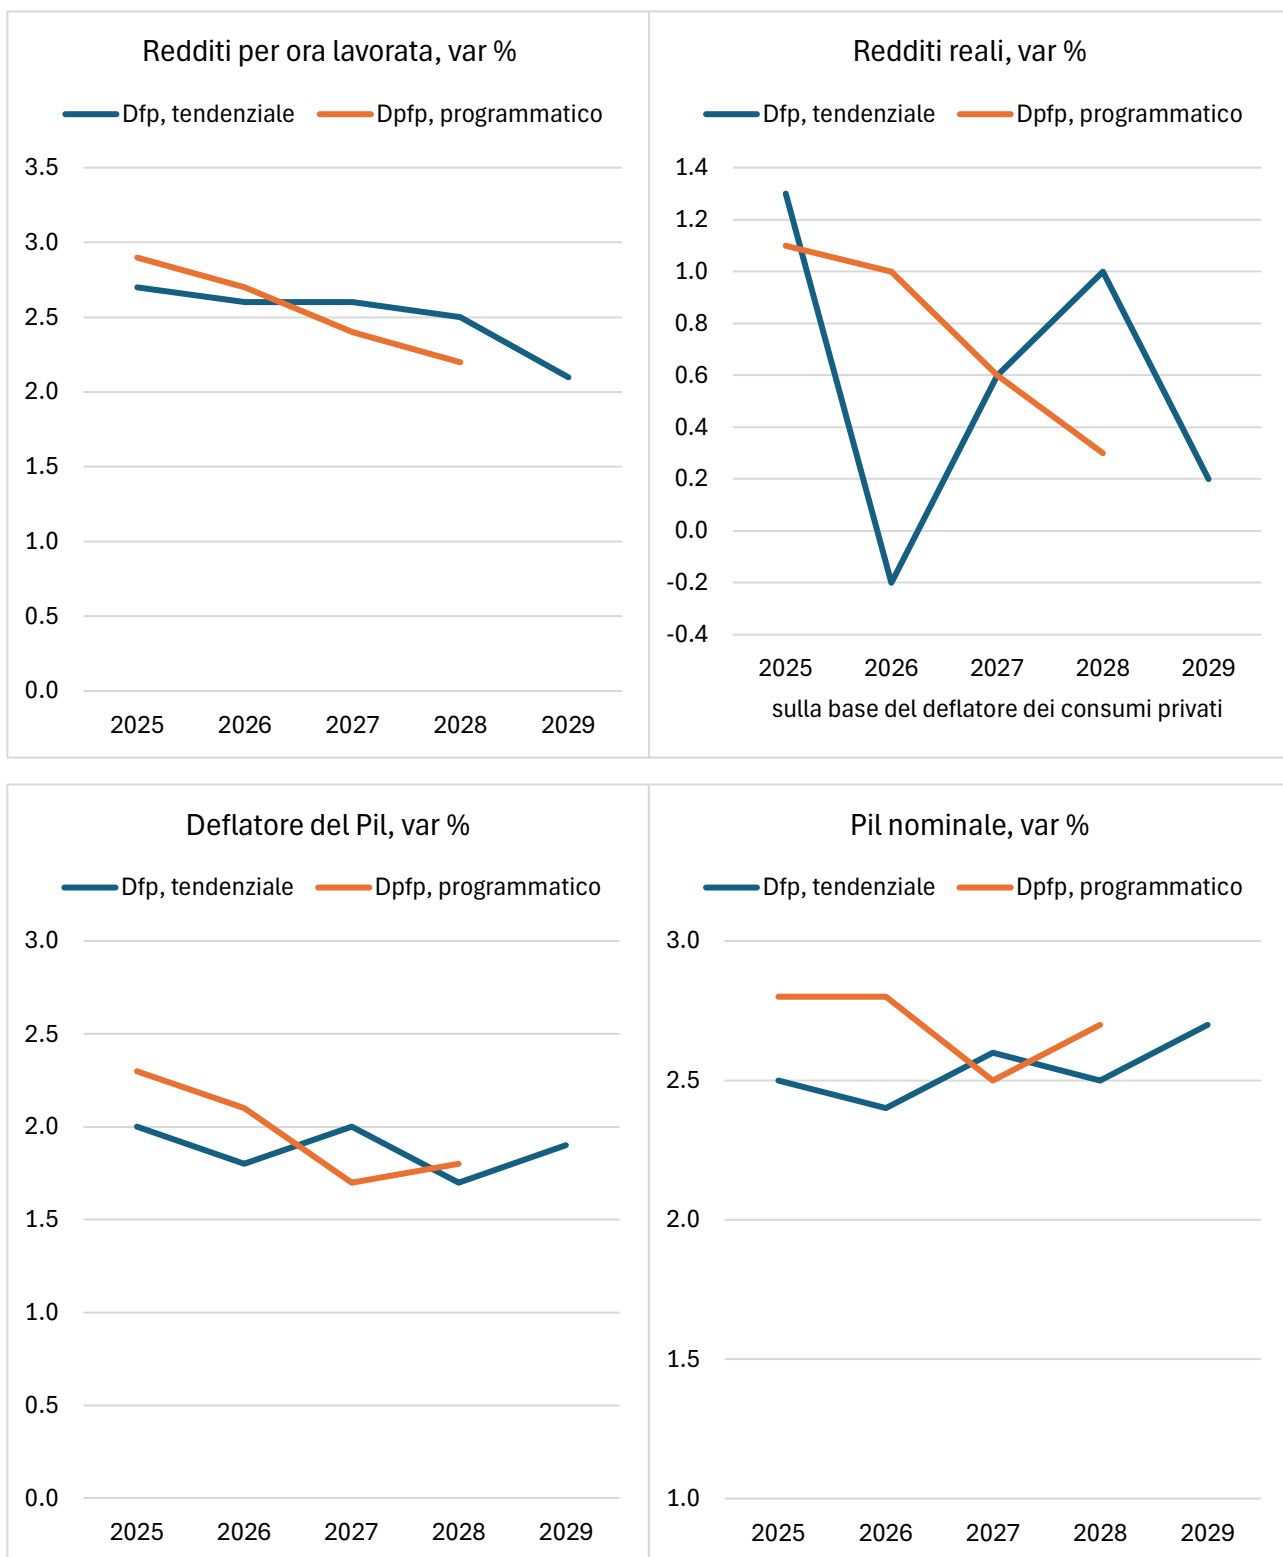 Redditi per ora lavorata, var %
Dfp, tendenziale Dpfp, programmatico
3.5
3.0
2.5
2.0
1.5
1.0
0.5
0.0
2025 2026 2027 2028 2029
Redditi reali, var %
Dfp, tendenziale Dpfp, programmatico
1.4
1.2
1.0
0.8
0.6
0.4
0.2
0.0
-0.2
-0.4
2025 2026 2027 2028 2029
sulla base del deflatore dei consumi privati
Deflatore del Pil, var %
Dfp, tendenziale Dpfp, programmatico
3.0
2.5
2.0
1.5
1.0
0.5
0.0
2025 2026 2027 2028 2029
Pil nominale, var %
Dfp, tendenziale Dpfp, programmatico
3.0
2.5
2.0
1.5
1.0
2025 2026 2027 2028 2029